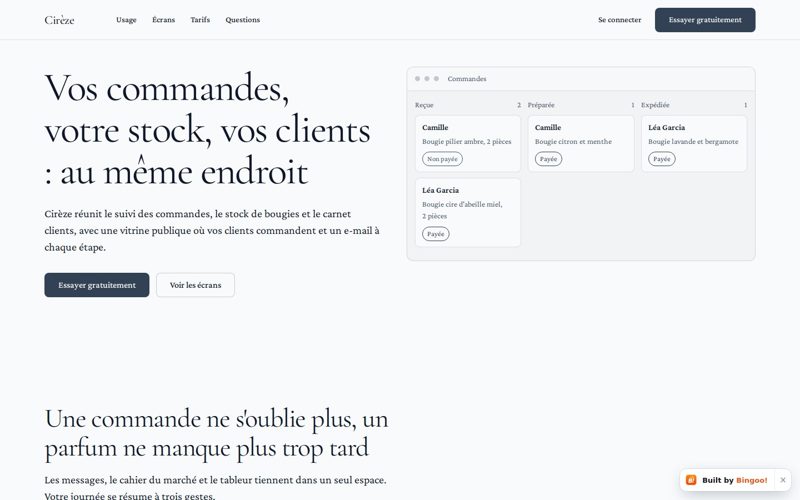 Cirèze
Usage
Écrans
Tarifs
Questions
Se connecter
Essayer gratuitement
Vos commandes,
votre stock, vos clients
: au même endroit
Cirèze réunit le suivi des commandes, le stock de bougies et le carnet
clients, avec une vitrine publique où vos clients commandent et un e-mail à
chaque étape.
Essayer gratuitement
Voir les écrans
Commandes
Reçue 2
Camille
Bougie pilier ambre, 2 pièces
Non payée
Léa Garcia
Bougie cire d'abeille miel,
2 pièces
Payée
Préparée 1
Camille
Bougie citron et menthe
Payée
Expédiée 1
Léa Garcia
Bougie lavande et bergamote
Payée
Une commande ne s'oublie plus, un
parfum ne manque plus trop tard
Les messages, le cahier du marché et le tableur tiennent dans un seul espace.
Votre journée se résume à trois gestes.
Built by Bingoo!